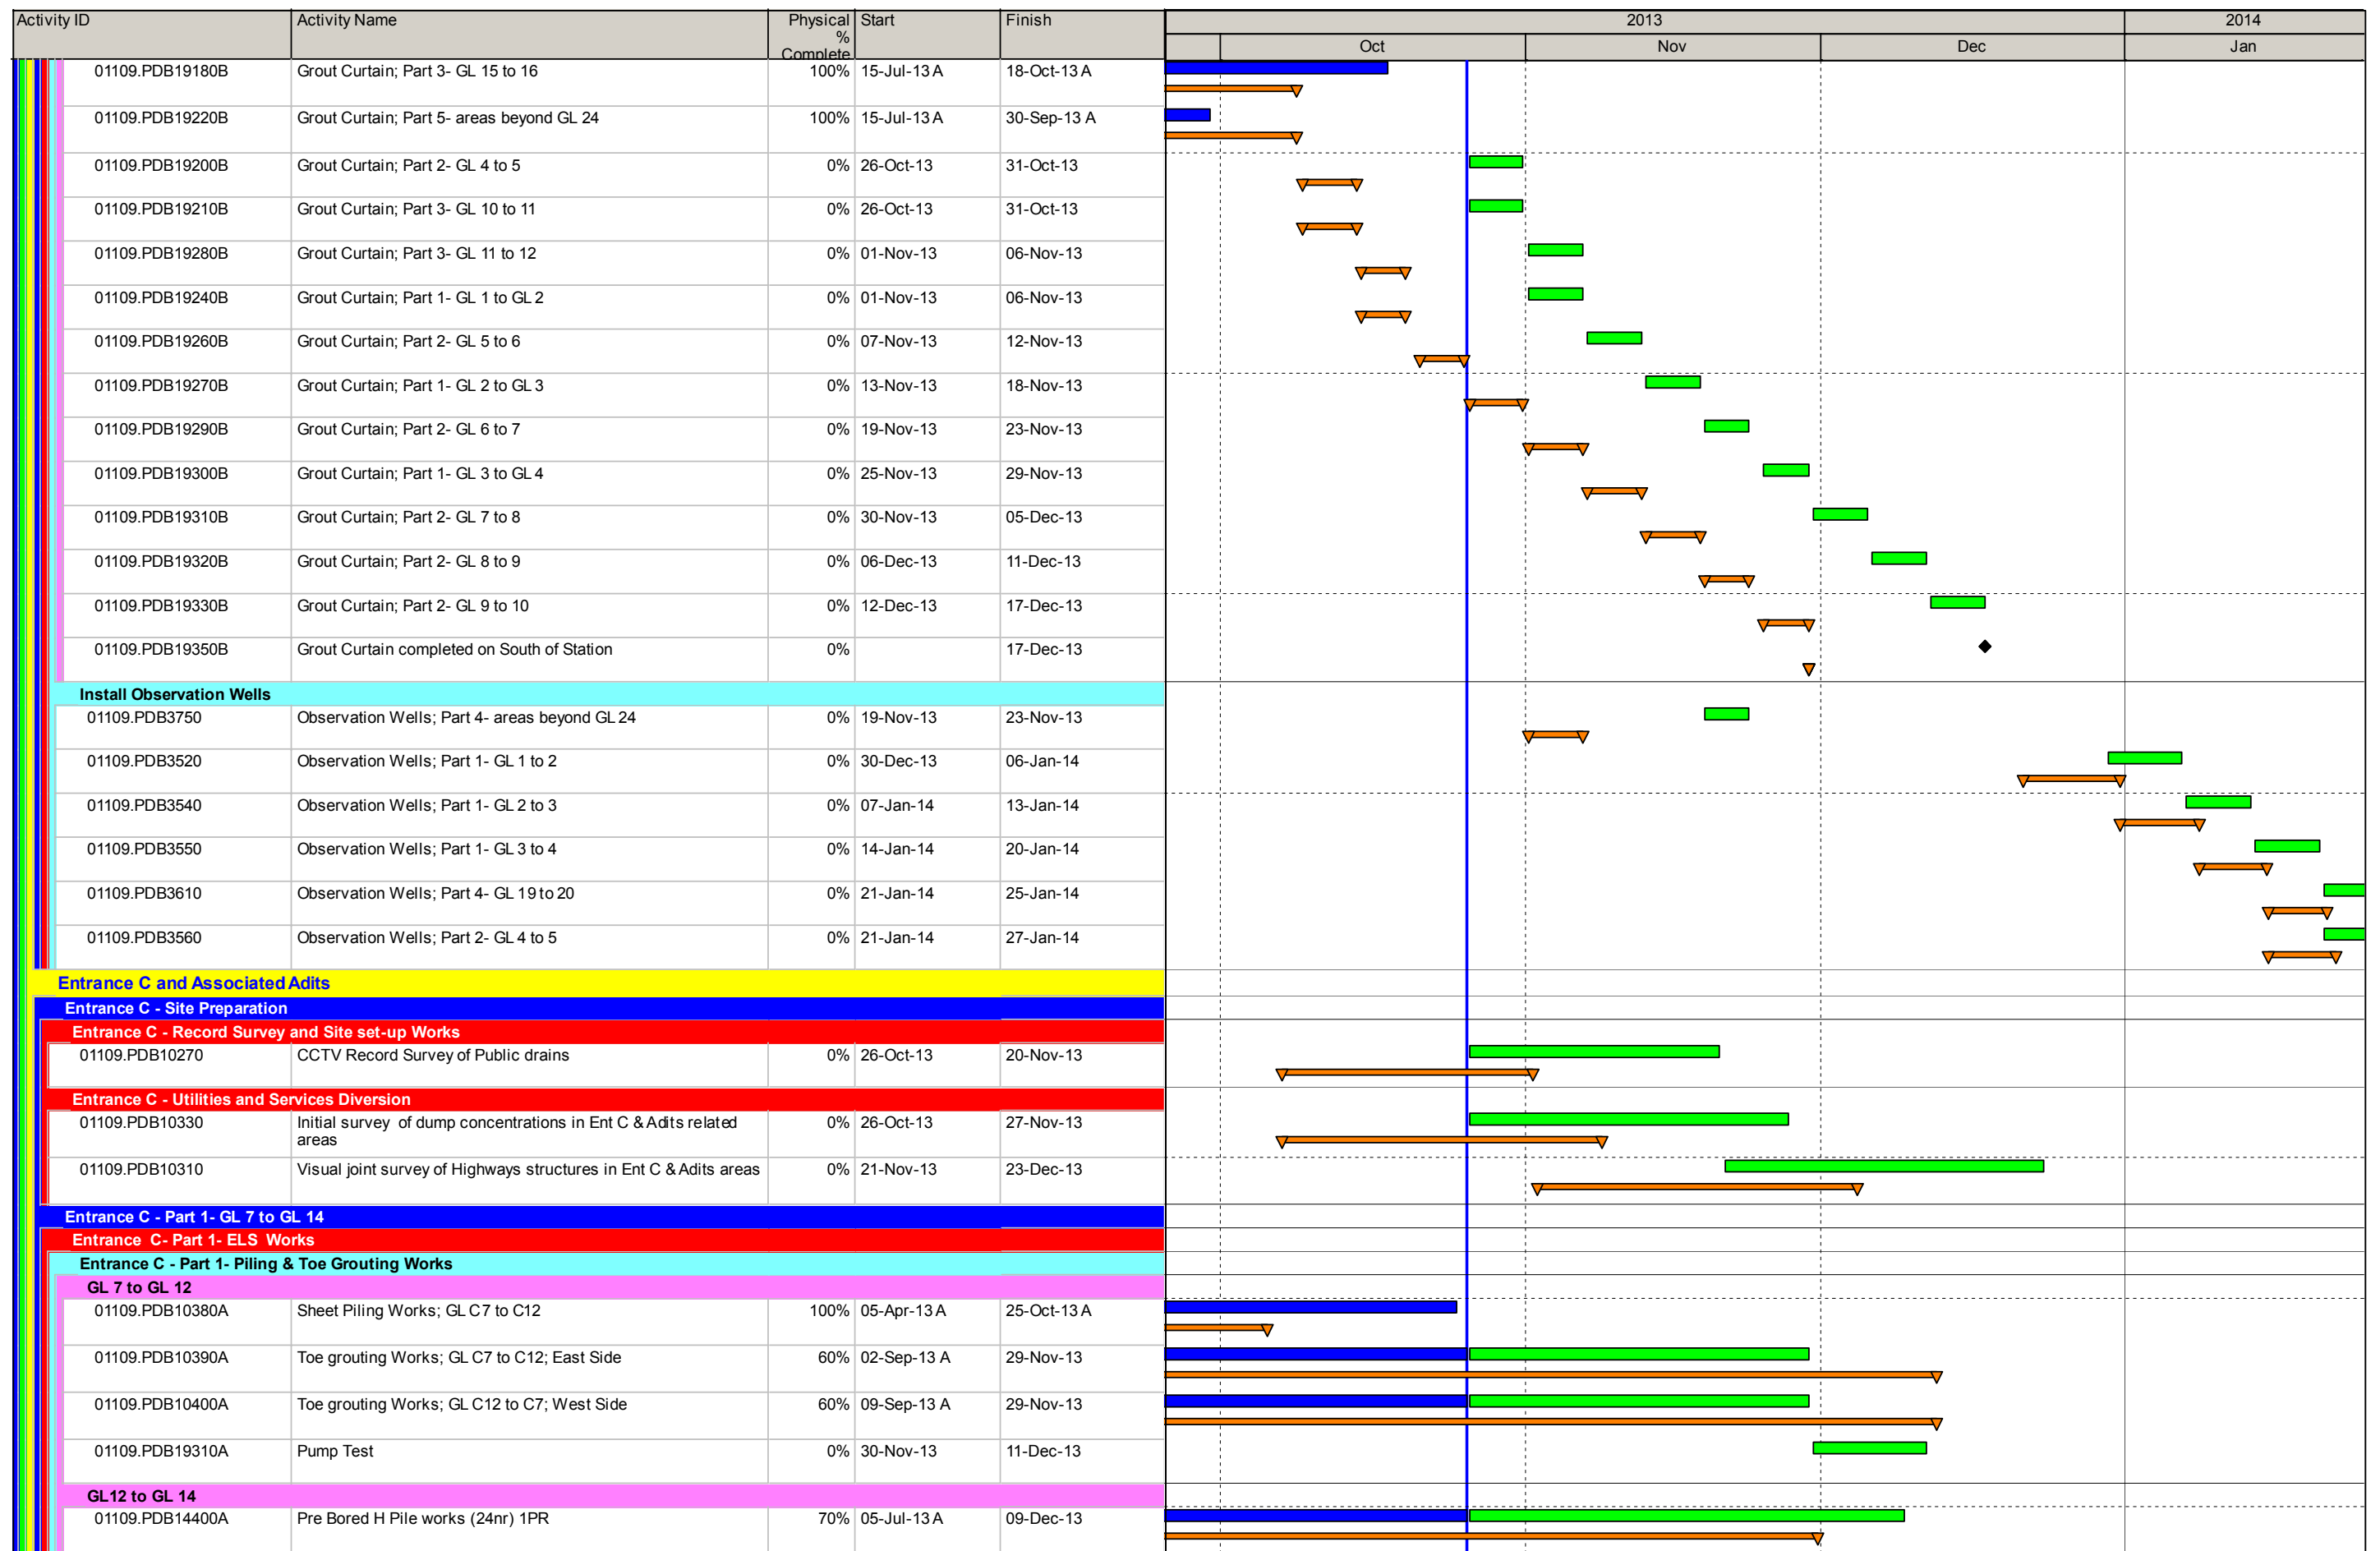 Activity ID Activity Name Physical % Complete Start Finish 2013 2014
Oct Nov Dec Jan
01109.PDB19180B Grout Curtain; Part 3- GL 15 to 16 100% 15-Jul-13 A 18-Oct-13 A
01109.PDB19220B Grout Curtain; Part 5- areas beyond GL 24 100% 15-Jul-13 A 30-Sep-13 A
01109.PDB19200B Grout Curtain; Part 2- GL 4 to 5 0% 26-Oct-13 31-Oct-13
01109.PDB19210B Grout Curtain; Part 3- GL 10 to 11 0% 26-Oct-13 31-Oct-13
01109.PDB19280B Grout Curtain; Part 3- GL 11 to 12 0% 01-Nov-13 06-Nov-13
01109.PDB19240B Grout Curtain; Part 1- GL 1 to GL 2 0% 01-Nov-13 06-Nov-13
01109.PDB19260B Grout Curtain; Part 2- GL 5 to 6 0% 07-Nov-13 12-Nov-13
01109.PDB19270B Grout Curtain; Part 1- GL 2 to GL 3 0% 13-Nov-13 18-Nov-13
01109.PDB19290B Grout Curtain; Part 2- GL 6 to 7 0% 19-Nov-13 23-Nov-13
01109.PDB19300B Grout Curtain; Part 1- GL 3 to GL 4 0% 25-Nov-13 29-Nov-13
01109.PDB19310B Grout Curtain; Part 2- GL 7 to 8 0% 30-Nov-13 05-Dec-13
01109.PDB19320B Grout Curtain; Part 2- GL 8 to 9 0% 06-Dec-13 11-Dec-13
01109.PDB19330B Grout Curtain; Part 2- GL 9 to 10 0% 12-Dec-13 17-Dec-13
01109.PDB19350B Grout Curtain completed on South of Station 0% 17-Dec-13
Install Observation Wells
01109.PDB3750 Observation Wells; Part 4- areas beyond GL 24 0% 19-Nov-13 23-Nov-13
01109.PDB3520 Observation Wells; Part 1- GL 1 to 2 0% 30-Dec-13 06-Jan-14
01109.PDB3540 Observation Wells; Part 1- GL 2 to 3 0% 07-Jan-14 13-Jan-14
01109.PDB3550 Observation Wells; Part 1- GL 3 to 4 0% 14-Jan-14 20-Jan-14
01109.PDB3610 Observation Wells; Part 4- GL 19 to 20 0% 21-Jan-14 25-Jan-14
01109.PDB3560 Observation Wells; Part 2- GL 4 to 5 0% 21-Jan-14 27-Jan-14
Entrance C and Associated Adits
Entrance C - Site Preparation
Entrance C - Record Survey and Site set-up Works
01109.PDB10270 CCTV Record Survey of Public drains 0% 26-Oct-13 20-Nov-13
Entrance C - Utilities and Services Diversion
01109.PDB10330 Initial survey of dump concentrations in Ent C & Adits related areas 0% 26-Oct-13 27-Nov-13
01109.PDB10310 Visual joint survey of Highways structures in Ent C & Adits areas 0% 21-Nov-13 23-Dec-13
Entrance C - Part 1- GL 7 to GL 14
Entrance C- Part 1- ELS Works
Entrance C - Part 1- Piling & Toe Grouting Works
GL 7 to GL 12
01109.PDB10380A Sheet Piling Works; GL C7 to C12 100% 05-Apr-13 A 25-Oct-13 A
01109.PDB10390A Toe grouting Works; GL C7 to C12; East Side 60% 02-Sep-13 A 29-Nov-13
01109.PDB10400A Toe grouting Works; GL C12 to C7; West Side 60% 09-Sep-13 A 29-Nov-13
01109.PDB19310A Pump Test 0% 30-Nov-13 11-Dec-13
GL12 to GL 14
01109.PDB14400A Pre Bored H Pile works (24nr) 1PR 70% 05-Jul-13 A 09-Dec-13